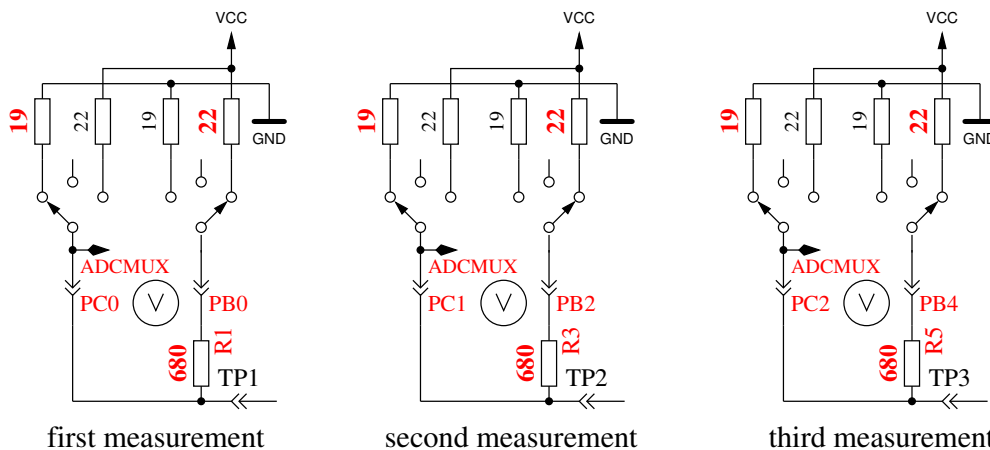 VCC
19
22
19
22
GND
ADCMUX
PC0
V
PB0
680
R1
TP1
first measurement
VCC
19
22
19
22
GND
ADCMUX
PC1
V
PB2
680
R3
TP2
second measurement
VCC
19
22
19
22
GND
ADCMUX
PC2
V
PB4
680
R5
TP3
third measurement